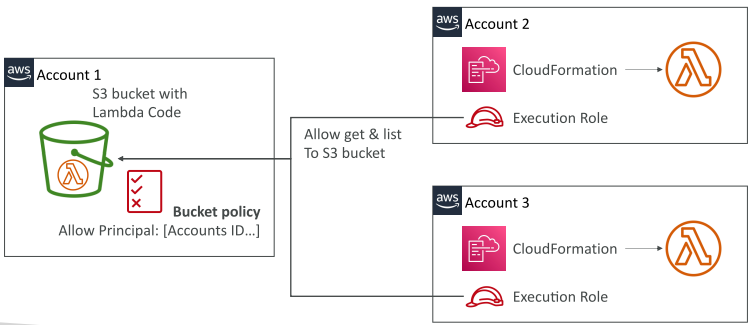 aws Account 1
S3 bucket with
Lambda Code
Bucket policy
Allow Principal: [Accounts ID...]
Allow get & list
To S3 bucket
aws Account 2
CloudFormation
Execution Role
aws Account 3
CloudFormation
Execution Role